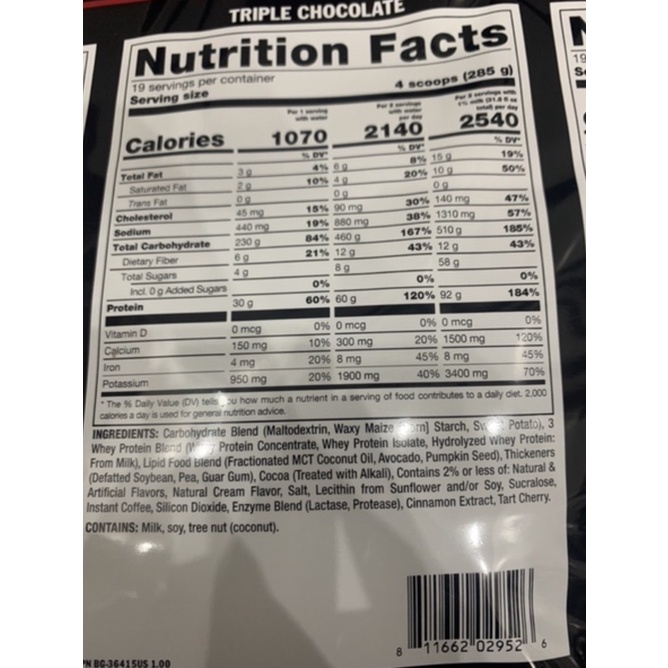 TRIPLE CHOCOLATE
Nutrition Facts
19 servings per container
Serving size 4 scoops (285 g)
Per 1 serving with water Per 2 servings with water per day Per 2 servings with
Calories 1070 2140 2540
% DV* % DV* % DV*
Total Fat 3 g 4% 6 g 8% 15 g 19%
Saturated Fat 2 g 10% 4 g 20% 10 g 50%
Trans Fat 0 g 0 g 0 g
Cholesterol 45 mg 15% 90 mg 30% 140 mg 47%
Sodium 440 mg 19% 880 mg 38% 1310 mg 57%
Total Carbohydrate 230 g 84% 460 g 167% 510 g 185%
Dietary Fiber 6 g 21% 12 g 43% 12 g 43%
Total Sugars 4 g 8 g 58 g
Incl. 0 g Added Sugars 0% 0% 0%
Protein 30 g 60% 60 g 120% 92 g 184%
Vitamin D 0 mcg 0% 0 mcg 0% 0 mcg 0%
Calcium 150 mg 10% 300 mg 20% 1500 mg 120%
Iron 4 mg 20% 8 mg 45% 8 mg 45%
Potassium 950 mg 20% 1900 mg 40% 3400 mg 70%
* The % Daily Value (DV) tells you how much a nutrient in a serving of food contributes to a daily diet. 2,000
calories a day is used for general nutrition advice.
INGREDIENTS: Carbohydrate Blend (Maltodextrin, Waxy Maize Starch, Potato), 3
Whey Protein Blend (Whey Protein Concentrate, Whey Protein Isolate, Hydrolyzed Whey Protein:
From Milk), Lipid Food Blend (Fractionated MCT Coconut Oil, Avocado, Pumpkin Seed), Thickeners
(Defatted Soybean, Pea, Guar Gum), Cocoa (Treated with Alkali), Contains 2% or less of: Natural &
Artificial Flavors, Natural Cream Flavor, Salt, Lecithin from Sunflower and/or Soy, Sucralose,
Instant Coffee, Silicon Dioxide, Enzyme Blend (Lactase, Protease), Cinnamon Extract, Tart Cherry.
CONTAINS: Milk, soy, tree nut (coconut).
8 11662 02952 6
PN BG-36415US 1.00